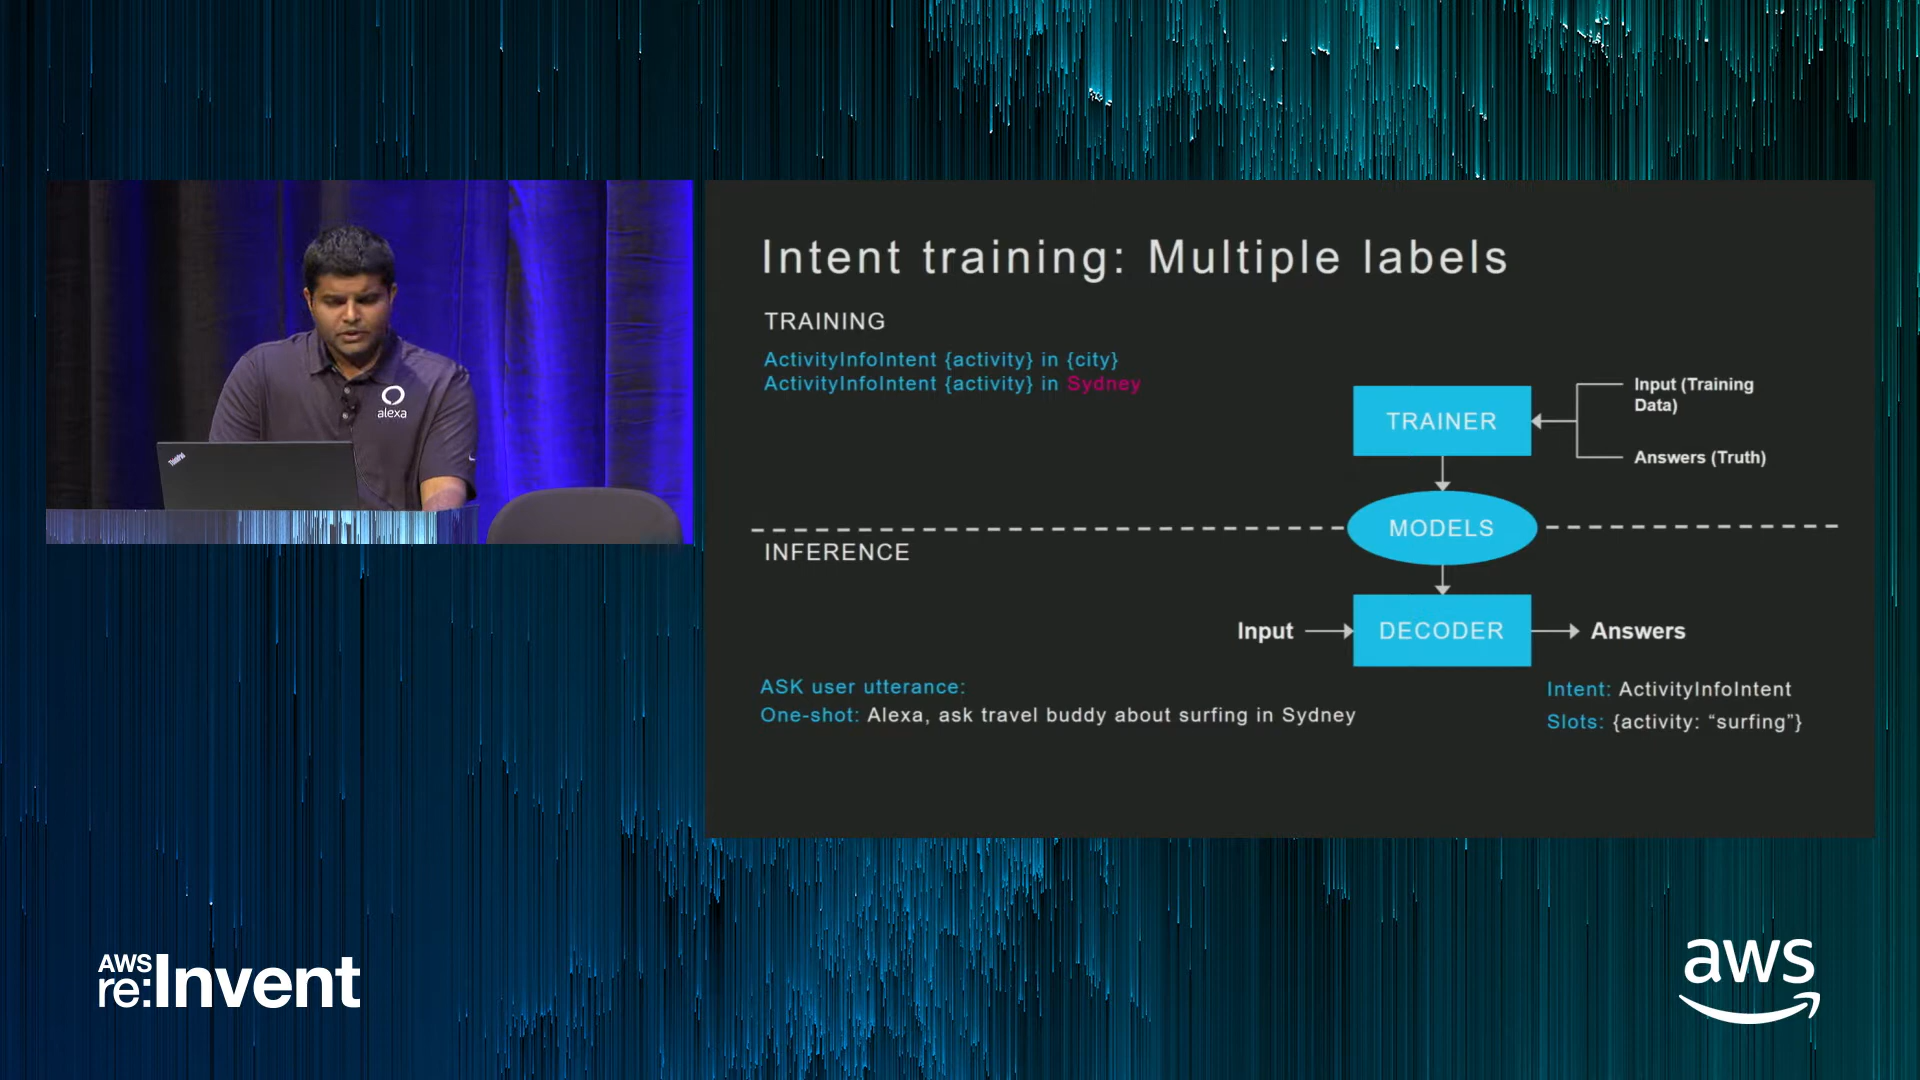 alexa
ThinkPad
Intent training: Multiple labels
TRAINING
ActivityInfoIntent {activity} in {city}
ActivityInfoIntent {activity} in Sydney
TRAINER
Input (Training
Data)
Answers (Truth)
MODELS
INFERENCE
Input
DECODER
Answers
ASK user utterance:
One-shot: Alexa, ask travel buddy about surfing in Sydney
Intent: ActivityInfoIntent
Slots: {activity: “surfing”}
AWS
re:Invent
aws